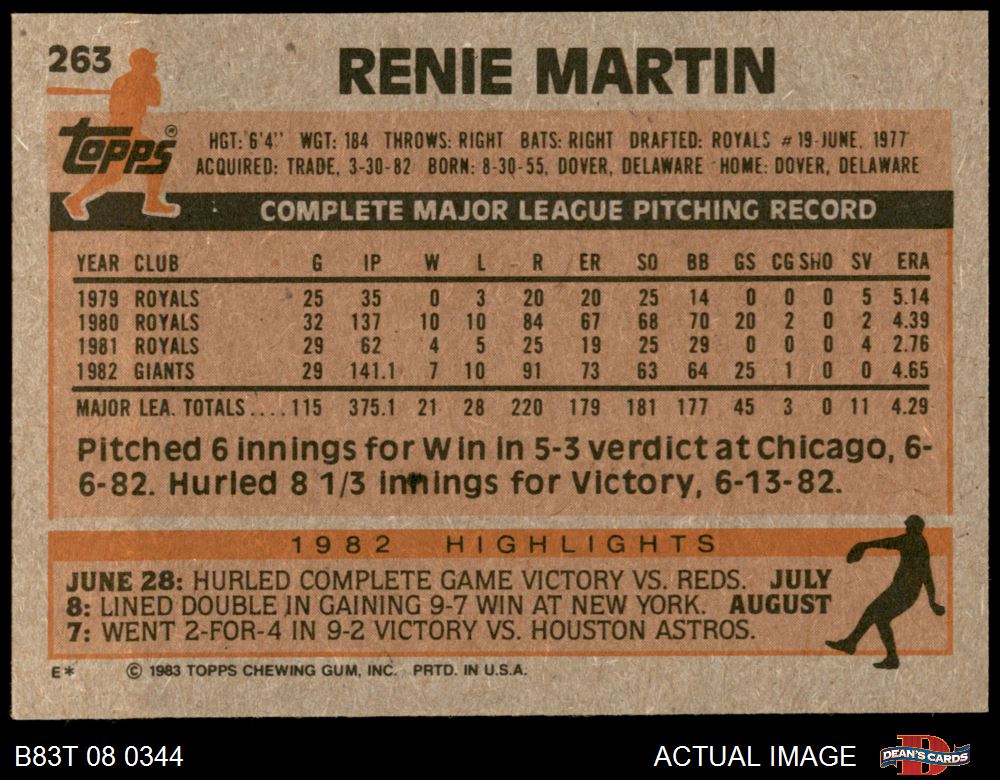 263
RENIE MARTIN
topps®
HGT: 6'4" WGT: 184 THROWS: RIGHT BATS: RIGHT DRAFTED: ROYALS #19-JUNE, 1977
ACQUIRED: TRADE, 3-30-82 BORN: 8-30-55, DOVER, DELAWARE HOME: DOVER, DELAWARE
COMPLETE MAJOR LEAGUE PITCHING RECORD
YEAR CLUB G IP W L R ER SO BB GS CG SHO SV ERA
1979 ROYALS 25 35 0 3 20 20 25 14 0 0 0 5 5.14
1980 ROYALS 32 137 10 10 84 67 68 70 20 2 0 2 4.39
1981 ROYALS 29 62 4 5 25 19 25 29 0 0 0 4 2.76
1982 GIANTS 29 141.1 7 10 91 73 63 64 25 1 0 0 4.65
MAJOR LEA. TOTALS....115 375.1 21 28 220 179 181 177 45 3 0 11 4.29
Pitched 6 innings for Win in 5-3 verdict at Chicago, 6-
6-82. Hurled 8 1/3 innings for Victory, 6-13-82.
1982 HIGHLIGHTS
JUNE 28: HURLED COMPLETE GAME VICTORY VS. REDS. JULY
8: LINED DOUBLE IN GAINING 9-7 WIN AT NEW YORK. AUGUST
7: WENT 2-FOR-4 IN 9-2 VICTORY VS. HOUSTON ASTROS.
E* © 1983 TOPPS CHEWING GUM, INC. PRTD. IN U.S.A.
B83T 08 0344 ACTUAL IMAGE DEAN'S CARDS